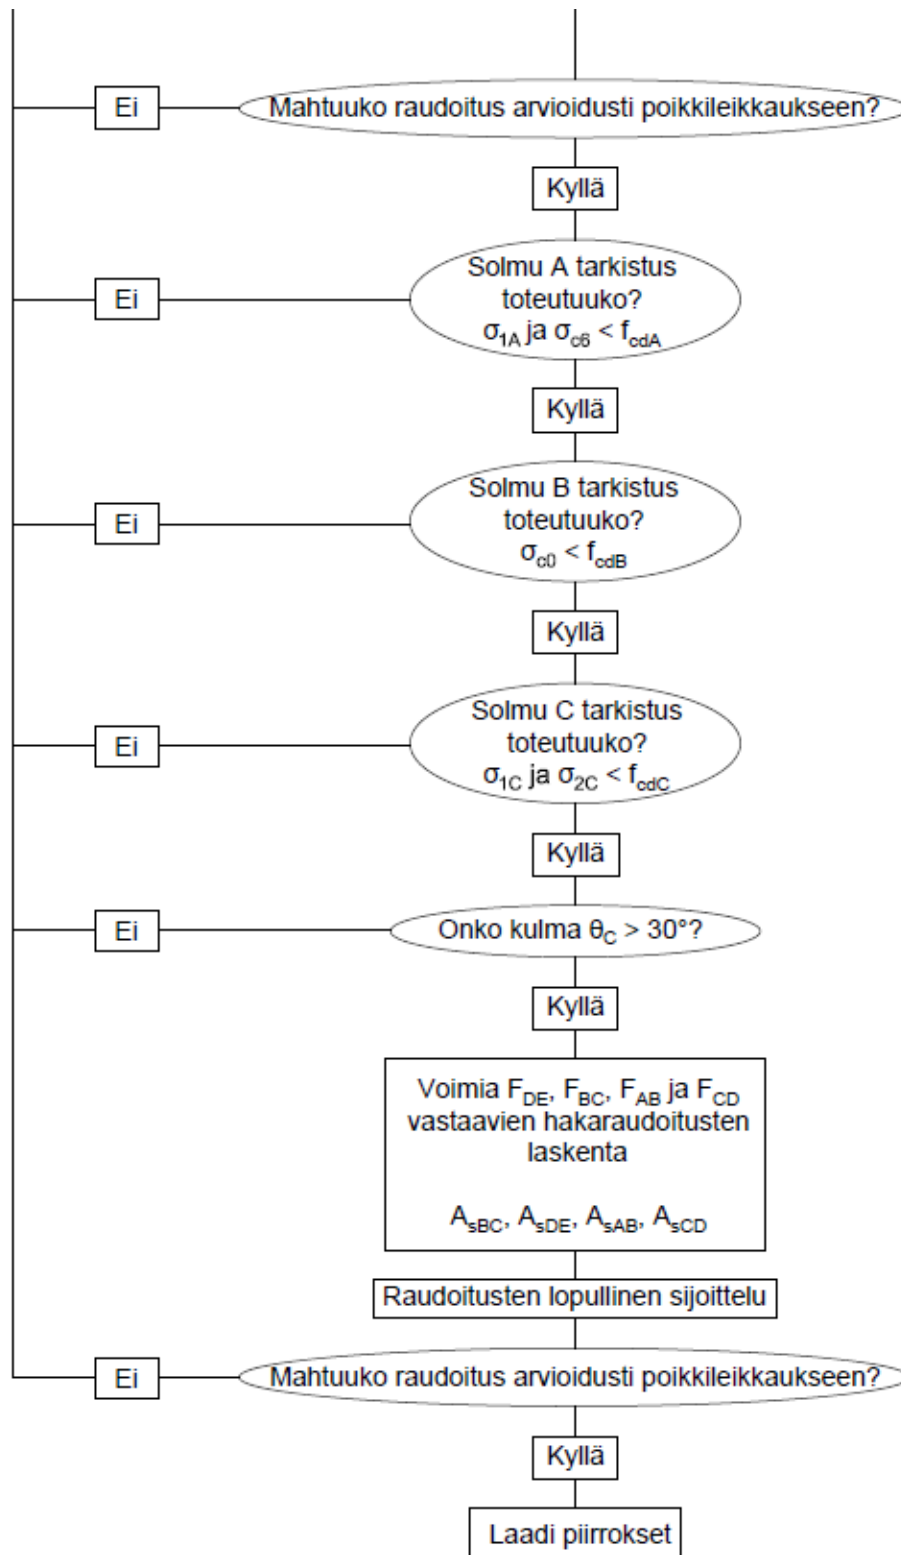 Ei
Mahtuuko raudoitus arvioidusti poikkileikkaukseen?
Kyllä
Ei
Solmu A tarkistus
toteutuuko?
σ1A ja σc6 < fcdA
Kyllä
Ei
Solmu B tarkistus
toteutuuko?
σc0 < fcdB
Kyllä
Ei
Solmu C tarkistus
toteutuuko?
σ1C ja σ2C < fcdC
Kyllä
Ei
Onko kulma θC > 30°?
Kyllä
Voimia FDE, FBC, FAB ja FCD
vastaavien hakaraudoitusten
laskenta
AsBC, AsDE, AsAB, AsCD
Raudoitusten lopullinen sijoittelu
Ei
Mahtuuko raudoitus arvioidusti poikkileikkaukseen?
Kyllä
Laadi piirrokset